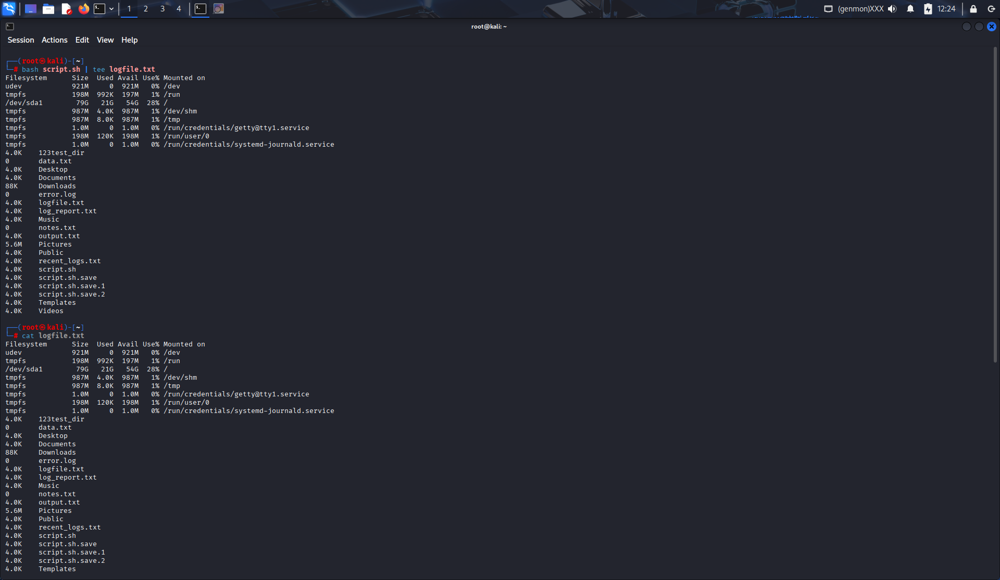 1 2 3 4 (genmon)XXX 12:24
root@kali: ~
Session Actions Edit View Help
┌──(root㉿kali)-[~]
└─# bash script.sh | tee logfile.txt
Filesystem      Size  Used Avail Use% Mounted on
udev            921M     0  921M   0% /dev
tmpfs           198M  992K  197M   1% /run
/dev/sda1        79G   21G   54G  28% /
tmpfs           987M  4.0K  987M   1% /dev/shm
tmpfs           987M  8.0K  987M   1% /tmp
tmpfs           1.0M     0  1.0M   0% /run/credentials/getty@tty1.service
tmpfs           198M  120K  198M   1% /run/user/0
tmpfs           1.0M     0  1.0M   0% /run/credentials/systemd-journald.service
4.0K    123test_dir
0       data.txt
4.0K    Desktop
4.0K    Documents
88K     Downloads
0       error.log
4.0K    logfile.txt
4.0K    log_report.txt
4.0K    Music
0       notes.txt
4.0K    output.txt
5.6M    Pictures
4.0K    Public
4.0K    recent_logs.txt
4.0K    script.sh
4.0K    script.sh.save
4.0K    script.sh.save.1
4.0K    script.sh.save.2
4.0K    Templates
4.0K    Videos
┌──(root㉿kali)-[~]
└─# cat logfile.txt
Filesystem      Size  Used Avail Use% Mounted on
udev            921M     0  921M   0% /dev
tmpfs           198M  992K  197M   1% /run
/dev/sda1        79G   21G   54G  28% /
tmpfs           987M  4.0K  987M   1% /dev/shm
tmpfs           987M  8.0K  987M   1% /tmp
tmpfs           1.0M     0  1.0M   0% /run/credentials/getty@tty1.service
tmpfs           198M  120K  198M   1% /run/user/0
tmpfs           1.0M     0  1.0M   0% /run/credentials/systemd-journald.service
4.0K    123test_dir
0       data.txt
4.0K    Desktop
4.0K    Documents
88K     Downloads
0       error.log
4.0K    logfile.txt
4.0K    log_report.txt
4.0K    Music
0       notes.txt
4.0K    output.txt
5.6M    Pictures
4.0K    Public
4.0K    recent_logs.txt
4.0K    script.sh
4.0K    script.sh.save
4.0K    script.sh.save.1
4.0K    script.sh.save.2
4.0K    Templates